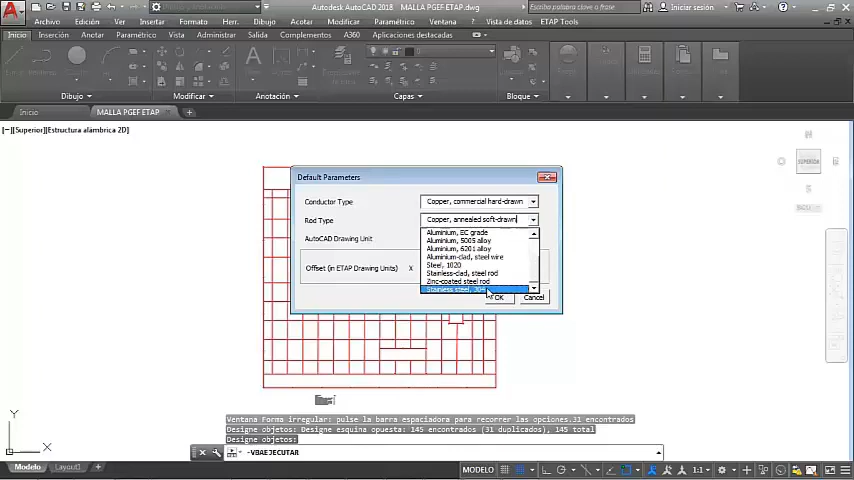 Autodesk AutoCAD 2018 MALLA PGEF-ETAP.dwg
Escriba palabra clave o frase
Iniciar sesión
Archivo Edición Ver Insertar Formato Herr. Dibujo Acotar Modificar Paramétrico Ventana ? Vistas de contorno ETAP Tools
Inicio Inserción Anotar Paramétrico Vista Administrar Salida Complementos A360 Aplicaciones destacadas
Dibujo Modificar Anotación Capas Bloque
Inicio MALLA PGEF-ETAP
[−][Superior][Estructura alámbrica 2D]
SUPERIOR
Default Parameters
Conductor Type Copper, commercial hard-drawn
Rod Type Copper, annealed soft-drawn
AutoCAD Drawing Unit
Offset (in ETAP Drawing Units) X
Aluminium, EC grade
Aluminium, 5005 alloy
Aluminium, 6201 alloy
Aluminium-clad, steel wire
Steel, 1020
Stainless-clad, steel rod
Zinc-coated steel rod
Stainless steel, 304
OK Cancel
Ventana Forma irregular: pulse la barra espaciadora para recorrer las opciones.31 encontrados
Designe objetos: Designe esquina opuesta: 145 encontrados (31 duplicados), 145 total
Designe objetos:
-VBAEJECUTAR
Y
X
Modelo Layout1
MODELO
1:1